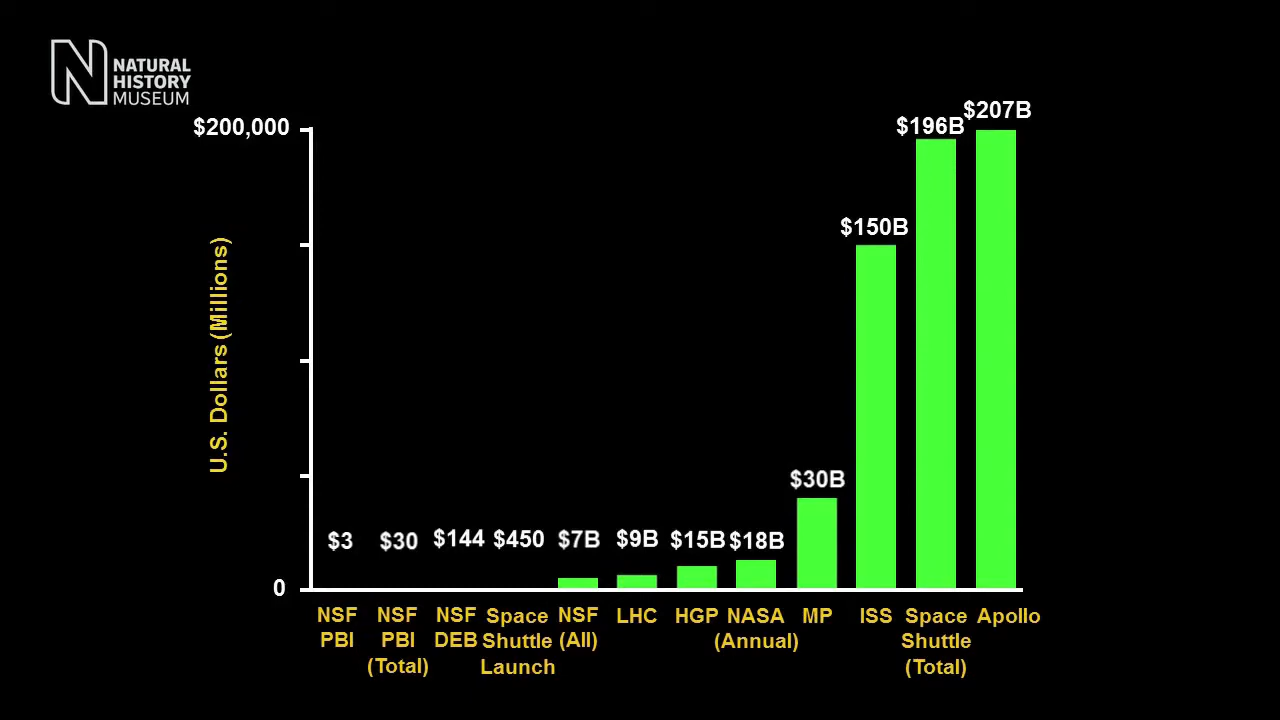 NATURAL
HISTORY
MUSEUM
$200,000
0
U.S. Dollars (Millions)
$3
$30
$144
$450
$7B
$9B
$15B
$18B
$30B
$150B
$196B
$207B
NSF
PBI
NSF
PBI
(Total)
NSF
DEB
Space
Shuttle
Launch
NSF
(All)
LHC
HGP
NASA
(Annual)
MP
ISS
Space
Shuttle
(Total)
Apollo